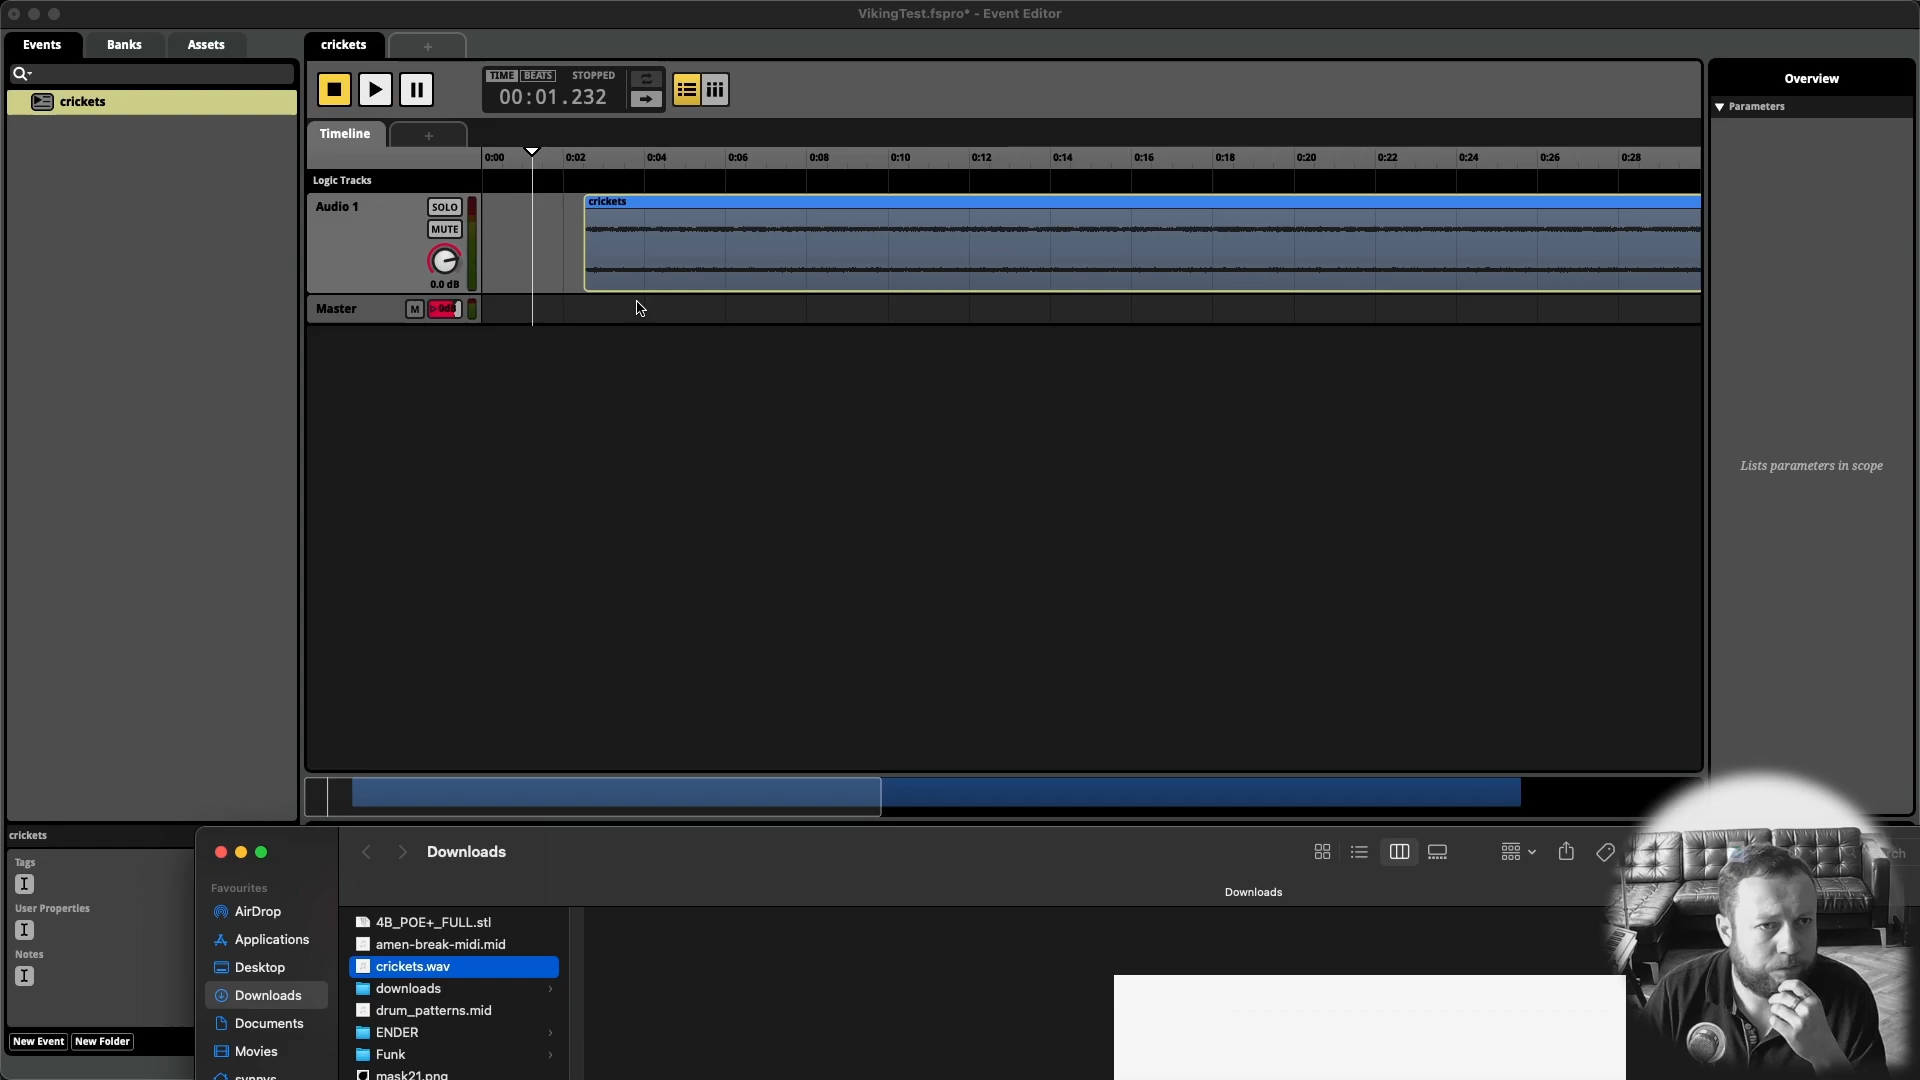 VikingTest.fspro* - Event Editor
Events
Banks
Assets
crickets
+
crickets
TIME
BEATS
STOPPED
00:01.232
Overview
Parameters
Lists parameters in scope
Timeline
+
0:00
0:02
0:04
0:06
0:08
0:10
0:12
0:14
0:16
0:18
0:20
0:22
0:24
0:26
0:28
Logic Tracks
Audio 1
SOLO
MUTE
0.0 dB
crickets
Master
M
0dB
crickets
Tags
User Properties
Notes
New Event
New Folder
Downloads
Downloads
Favourites
AirDrop
Applications
Desktop
Downloads
Documents
Movies
4B_POE+_FULL.stl
amen-break-midi.mid
crickets.wav
downloads
drum_patterns.mid
ENDER
Funk
mask21.png